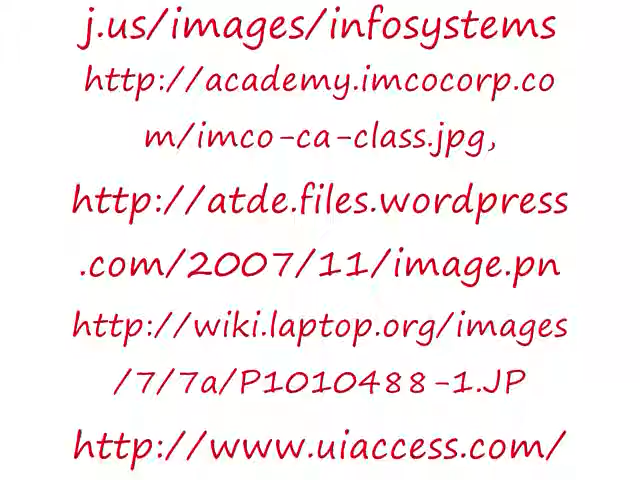 j.us/images/infosystems
http://academy.imcocorp.co
m/imco-ca-class.jpg,
http://atde.files.wordpress
.com/2007/11/image.pn
http://wiki.laptop.org/images
/7/7a/P1010488-1.JP
http://www.uiaccess.com/